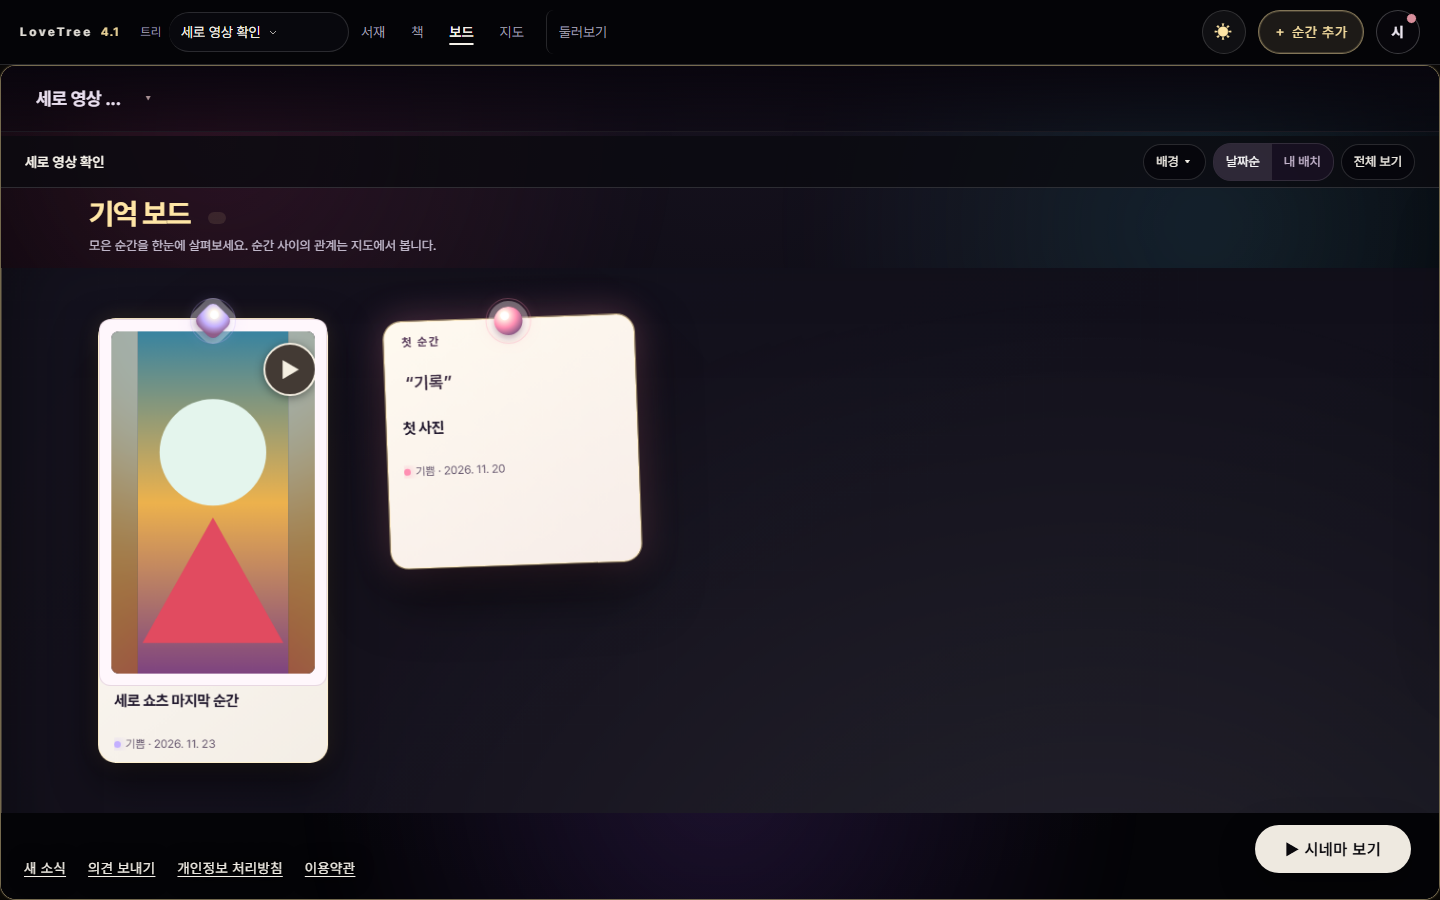 LoveTree 4.1 트리 세로 영상 확인 서재 책 보드 지도 둘러보기 + 순간 추가 시
세로 영상 ...
세로 영상 확인 배경 날짜순 내 배치 전체 보기
기억 보드
모은 순간을 한눈에 살펴보세요. 순간 사이의 관계는 지도에서 봅니다.
세로 쇼츠 마지막 순간
기쁨 · 2026. 11. 23
첫 순간
“기록”
첫 사진
기쁨 · 2026. 11. 20
새 소식 의견 보내기 개인정보 처리방침 이용약관
▶ 시네마 보기